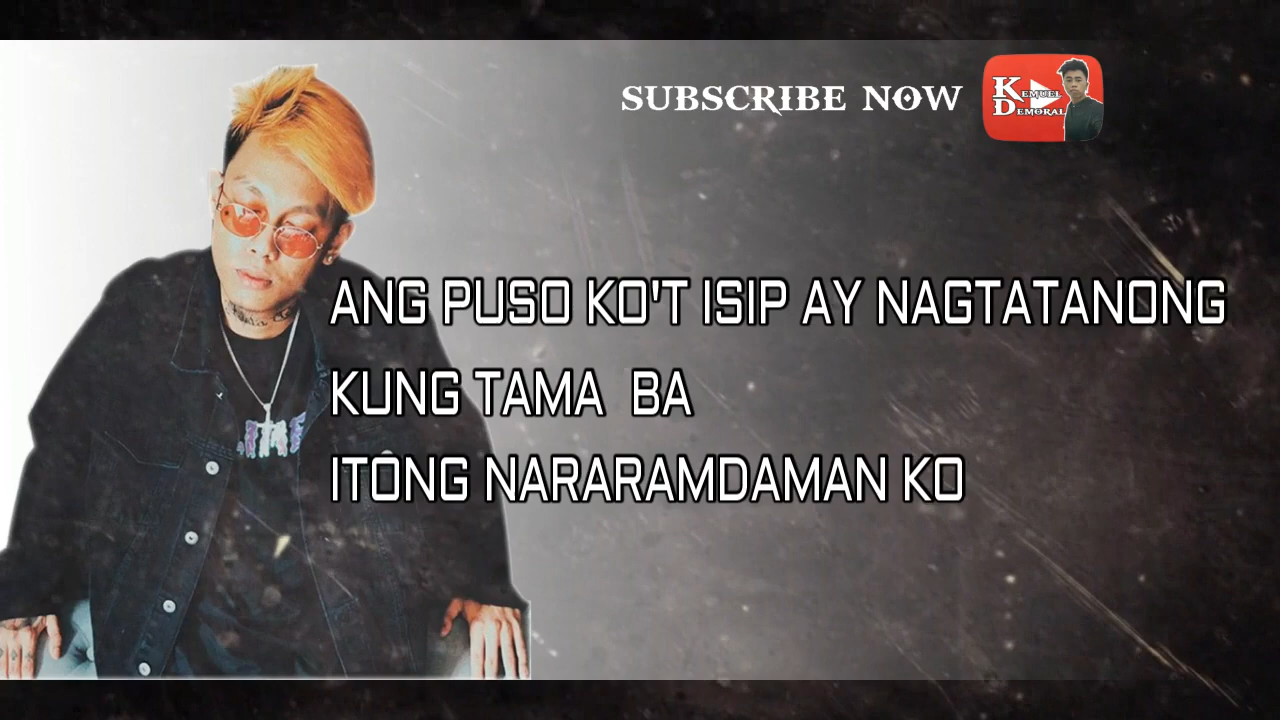 SUBSCRIBE NOW
KEMUEL
DEMORAL
ANG PUSO KO'T ISIP AY NAGTATANONG
KUNG TAMA BA
ITONG NARARAMDAMAN KO